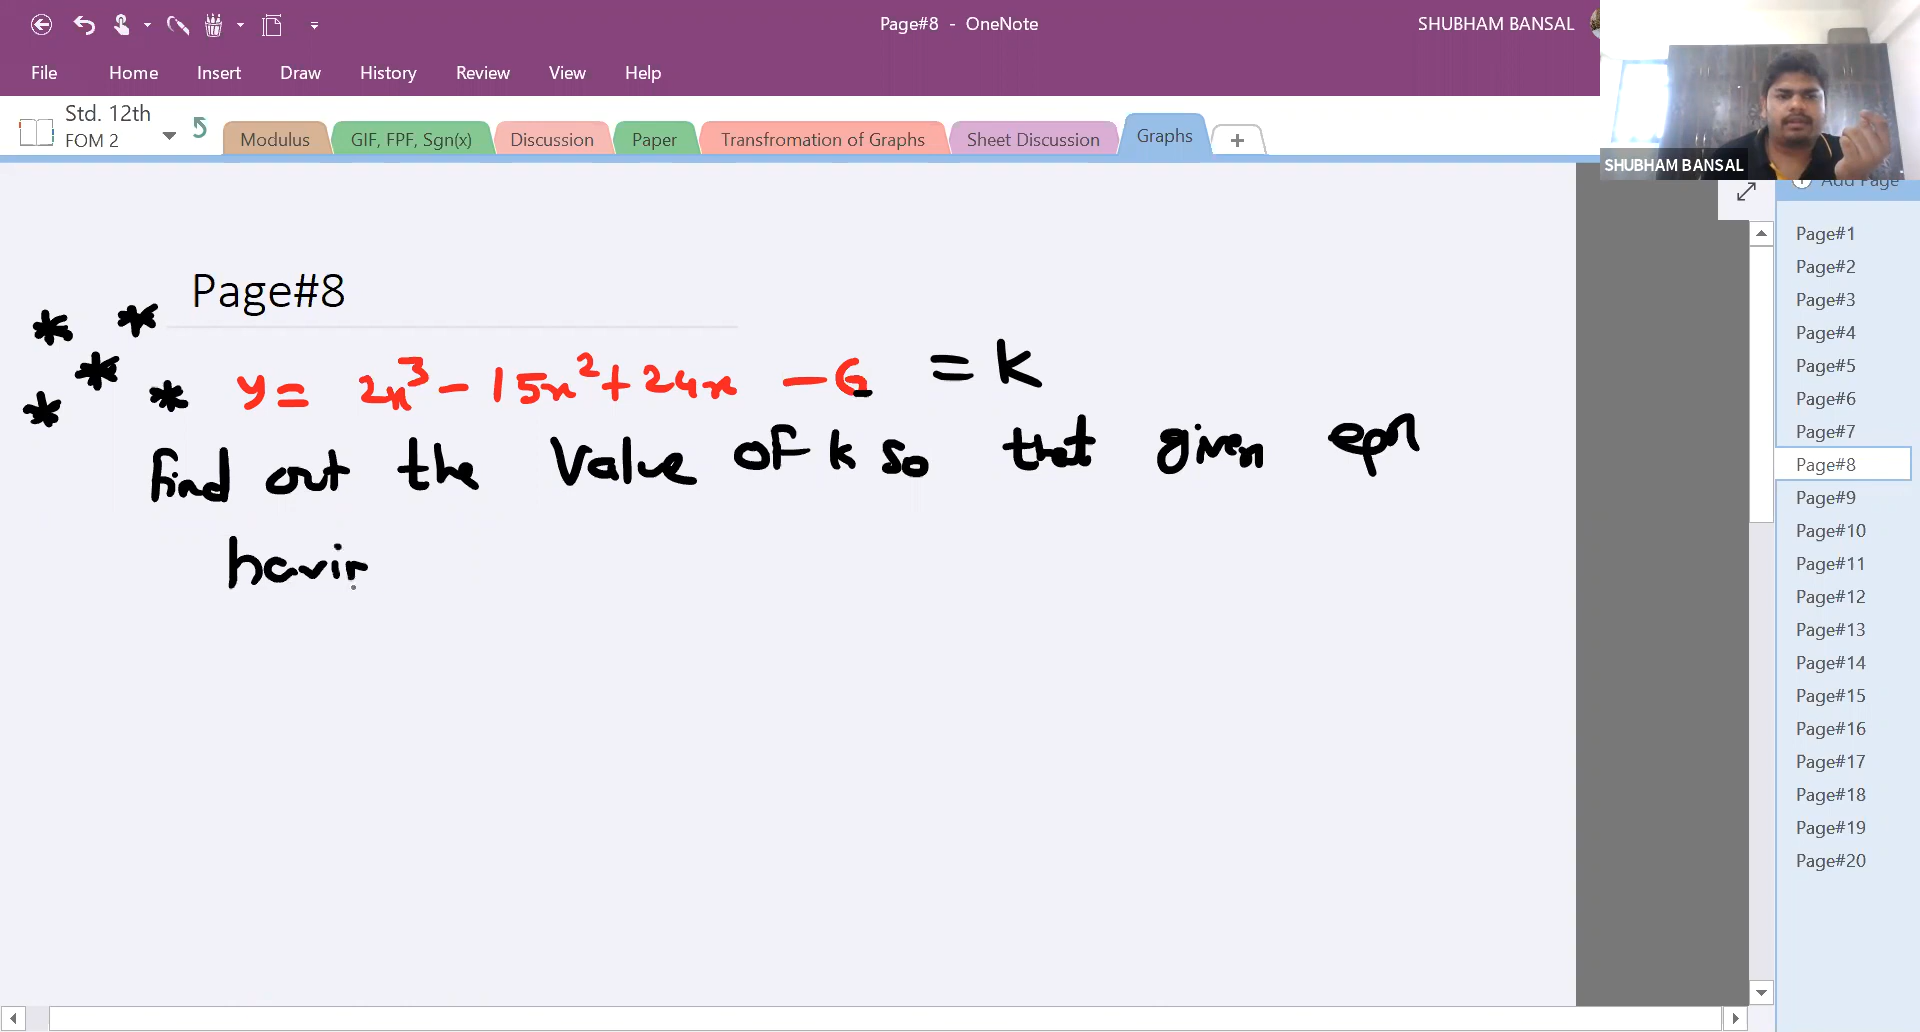 Page#8 - OneNote
SHUBHAM BANSAL
File Home Insert Draw History Review View Help
SHUBHAM BANSAL
Std. 12th
FOM 2
Modulus GIF, FPF, Sgn(x) Discussion Paper Transfromation of Graphs Sheet Discussion Graphs +
Add Page
Page#8
* * * * *
y = 2x³ - 15x² + 24x - 6 = k
find out the Value of k so that given eqn
havin
Page#1
Page#2
Page#3
Page#4
Page#5
Page#6
Page#7
Page#8
Page#9
Page#10
Page#11
Page#12
Page#13
Page#14
Page#15
Page#16
Page#17
Page#18
Page#19
Page#20